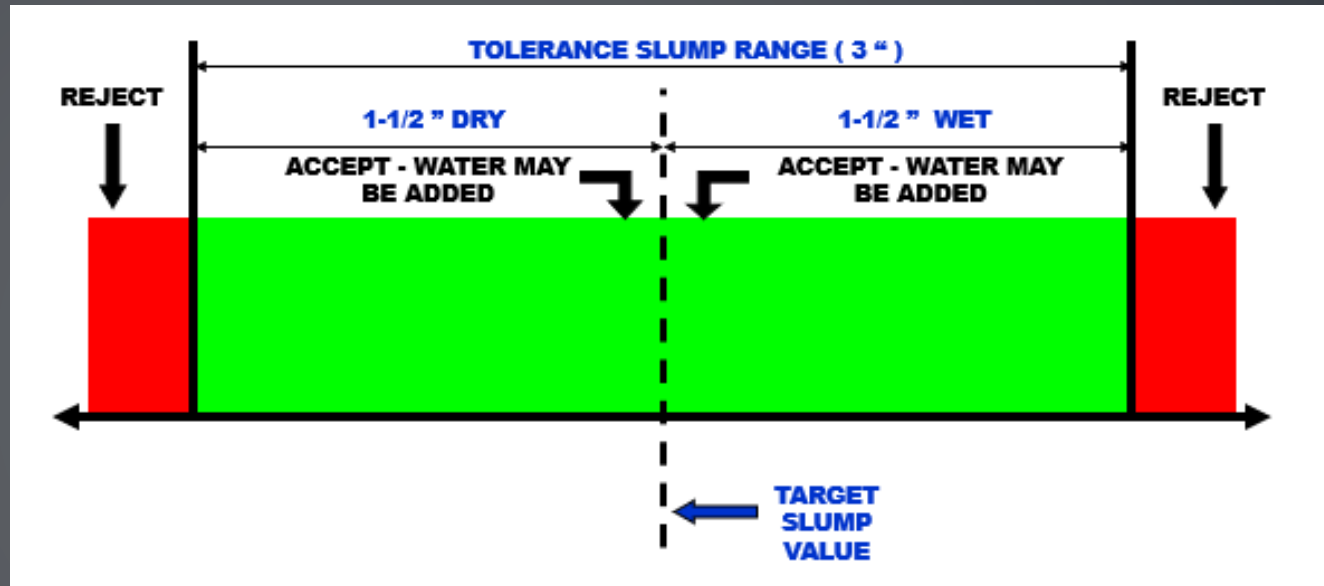 TOLERANCE SLUMP RANGE ( 3 “ )
REJECT
REJECT
1-1/2 ” DRY
1-1/2 ”  WET
ACCEPT - WATER MAY
BE ADDED
ACCEPT - WATER MAY
BE ADDED
TARGET
SLUMP
VALUE